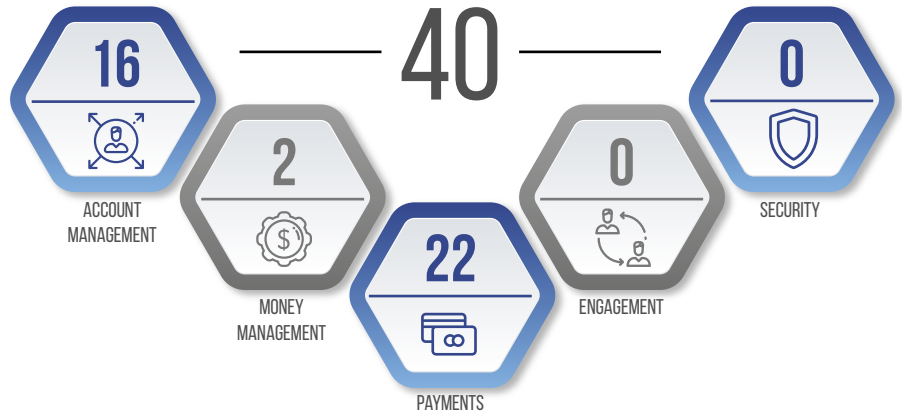 40
16
ACCOUNT
MANAGEMENT
2
$
MONEY
MANAGEMENT
22
PAYMENTS
0
ENGAGEMENT
0
SECURITY